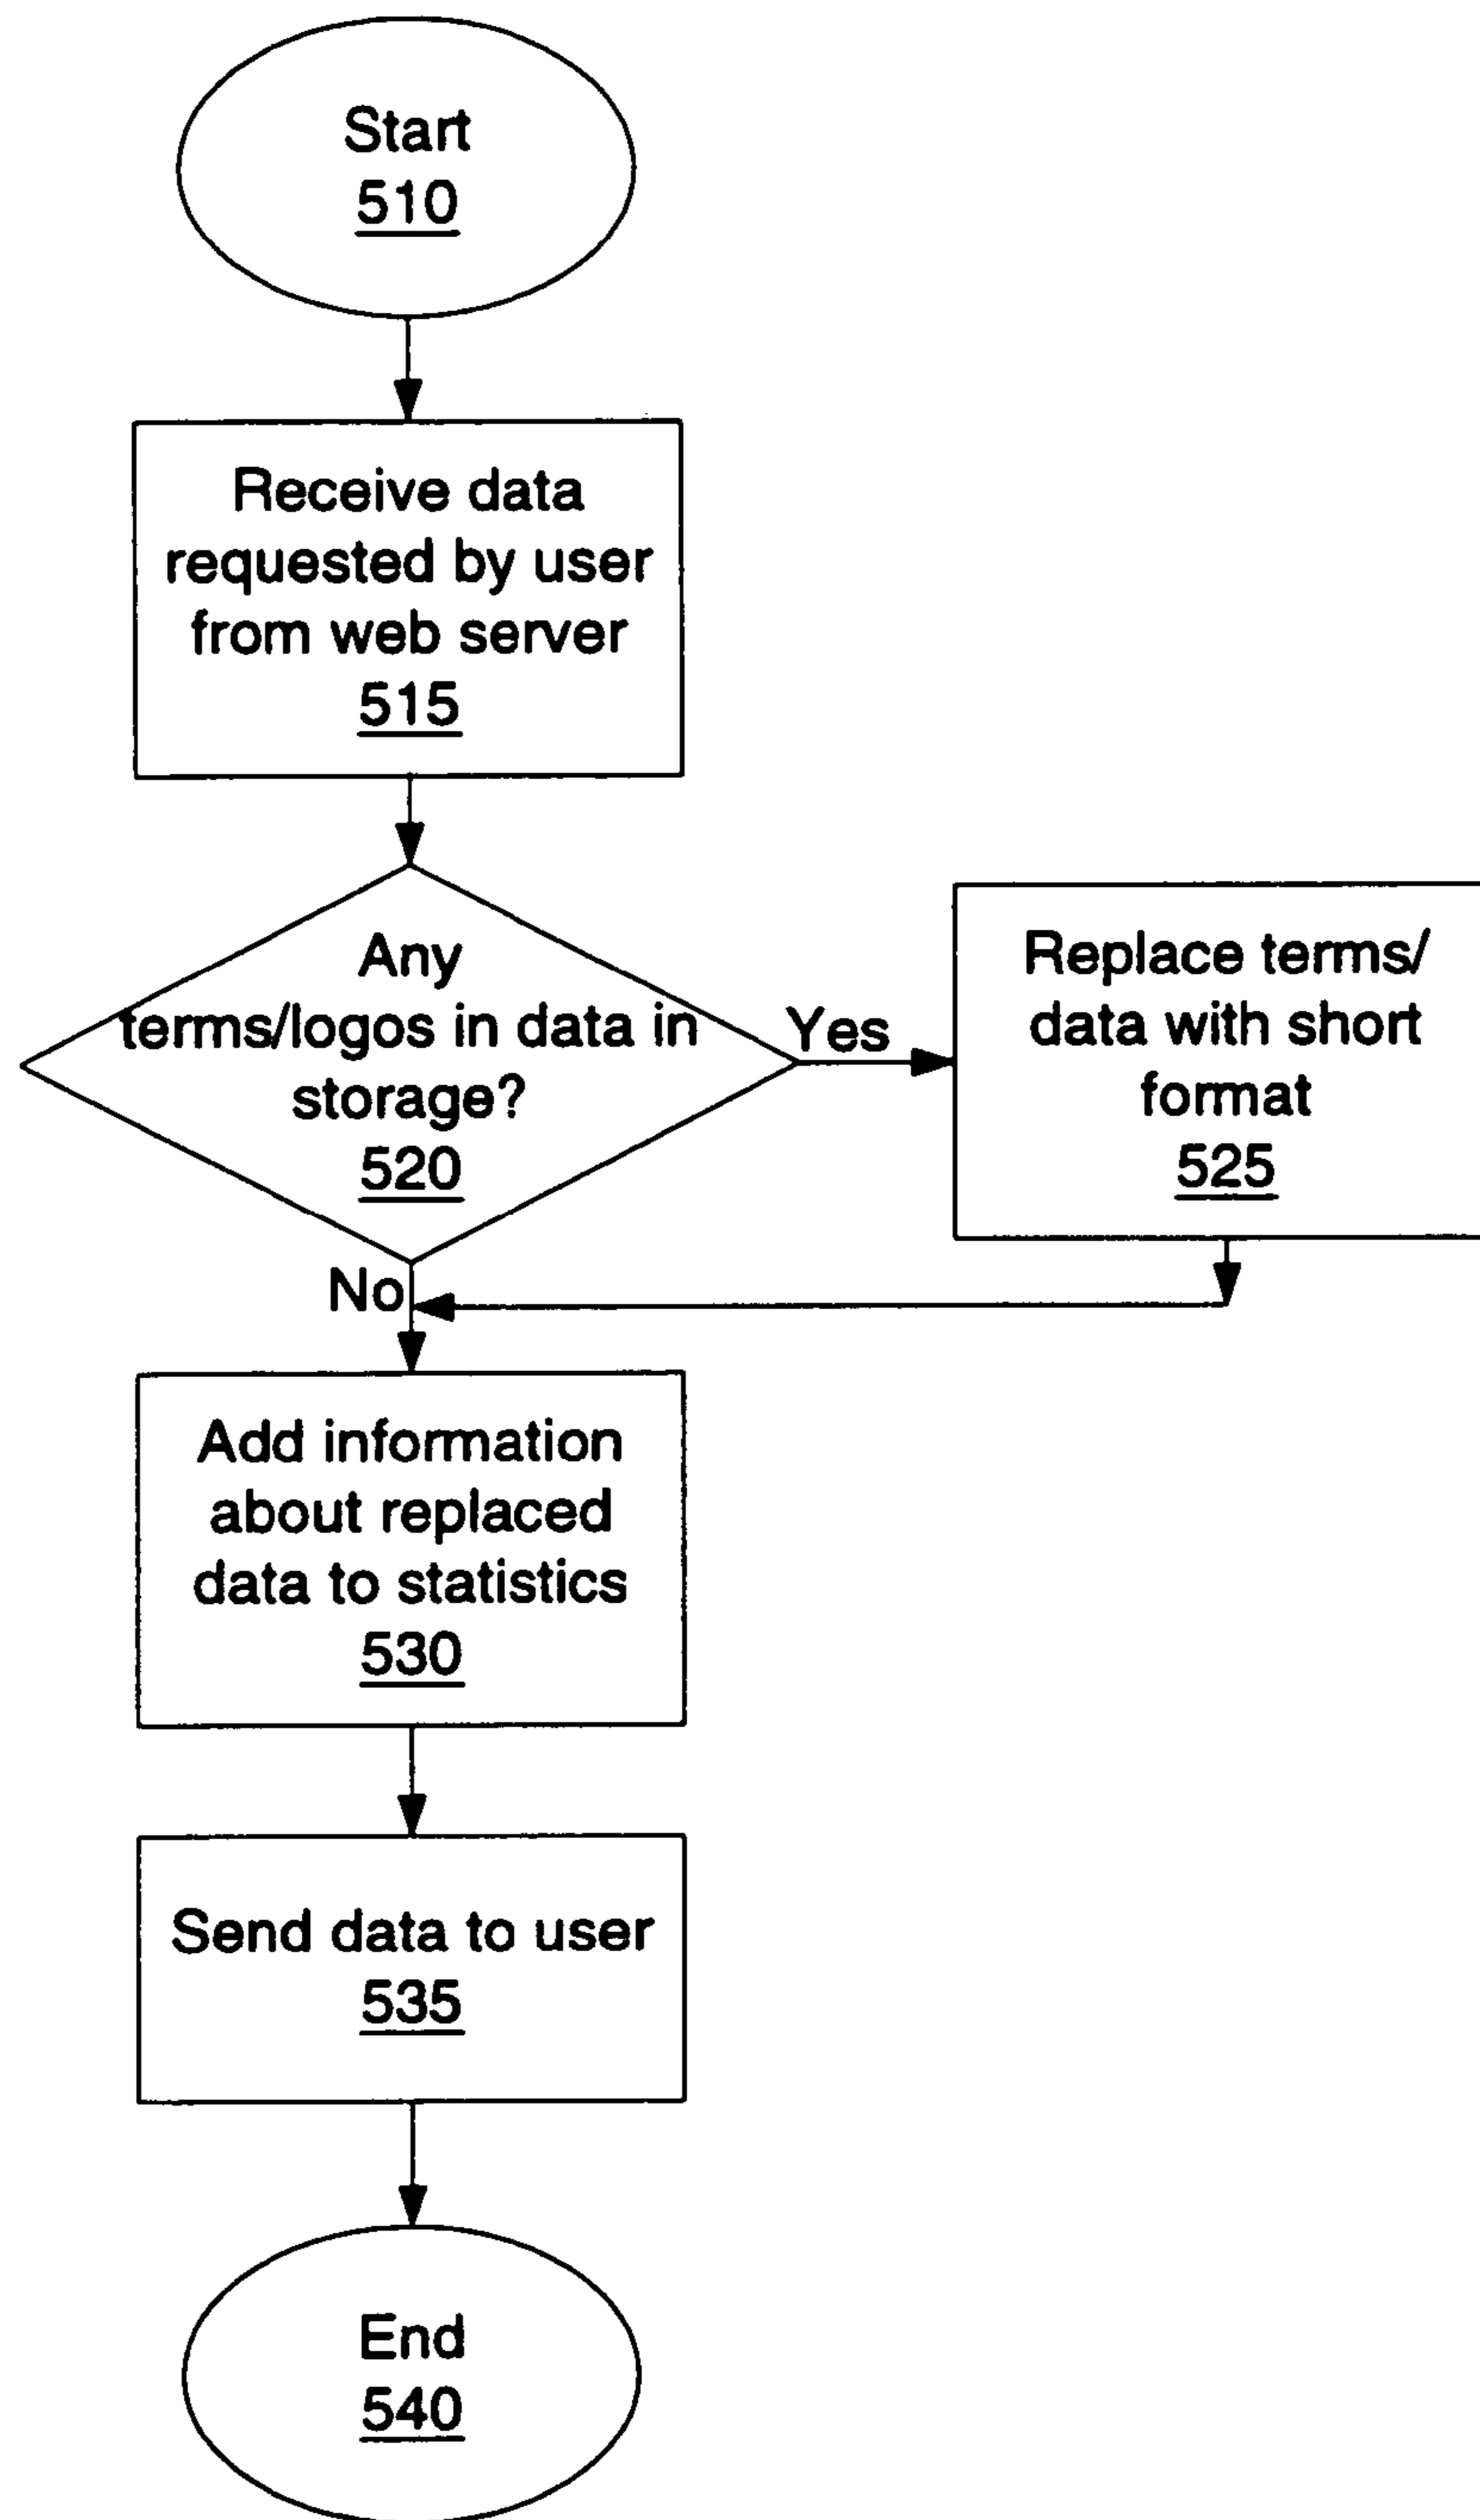 Start
510
Receive data
requested by user
from web server
515
Any
terms/logos in data in
storage?
520
Yes
Replace terms/
data with short
format
525
No
Add information
about replaced
data to statistics
530
Send data to user
535
End
540